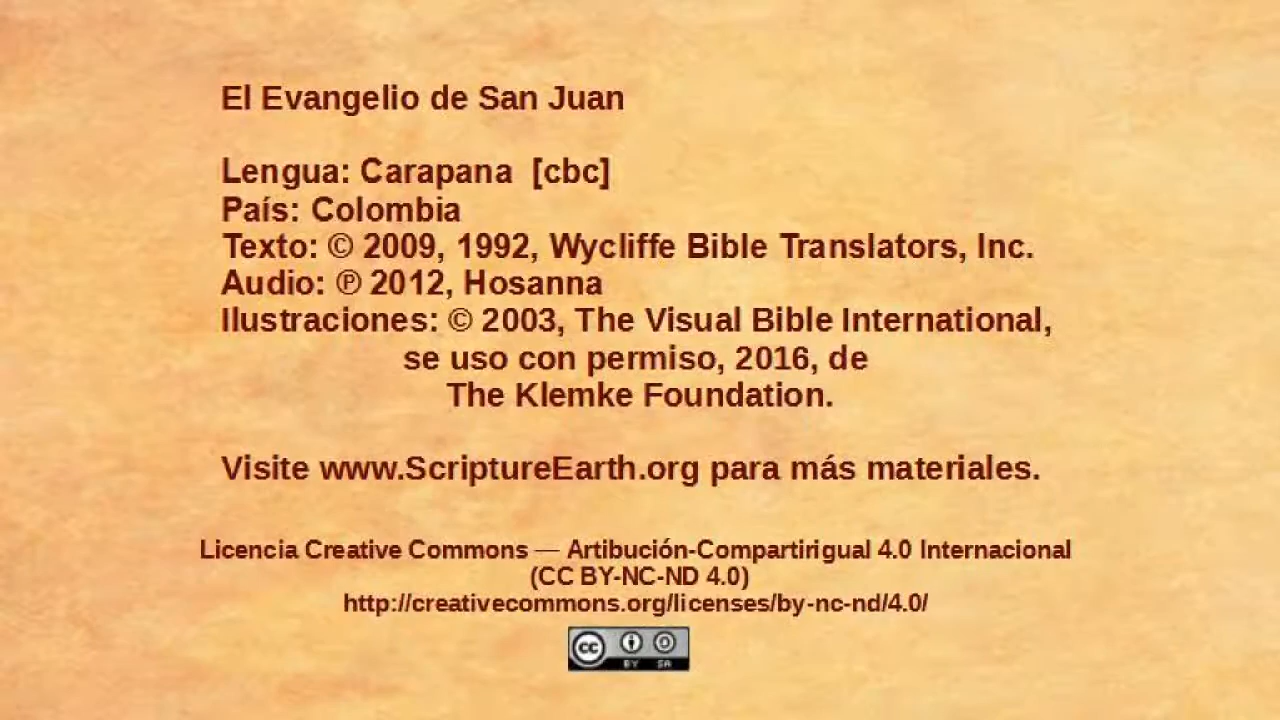 El Evangelio de San Juan
Lengua: Carapana [cbc]
País: Colombia
Texto: © 2009, 1992, Wycliffe Bible Translators, Inc.
Audio: ℗ 2012, Hosanna
Ilustraciones: © 2003, The Visual Bible International,
se uso con permiso, 2016, de
The Klemke Foundation.
Visite www.ScriptureEarth.org para más materiales.
Licencia Creative Commons — Artibución-Compartirigual 4.0 Internacional
(CC BY-NC-ND 4.0)
http://creativecommons.org/licenses/by-nc-nd/4.0/
cc
BY SA